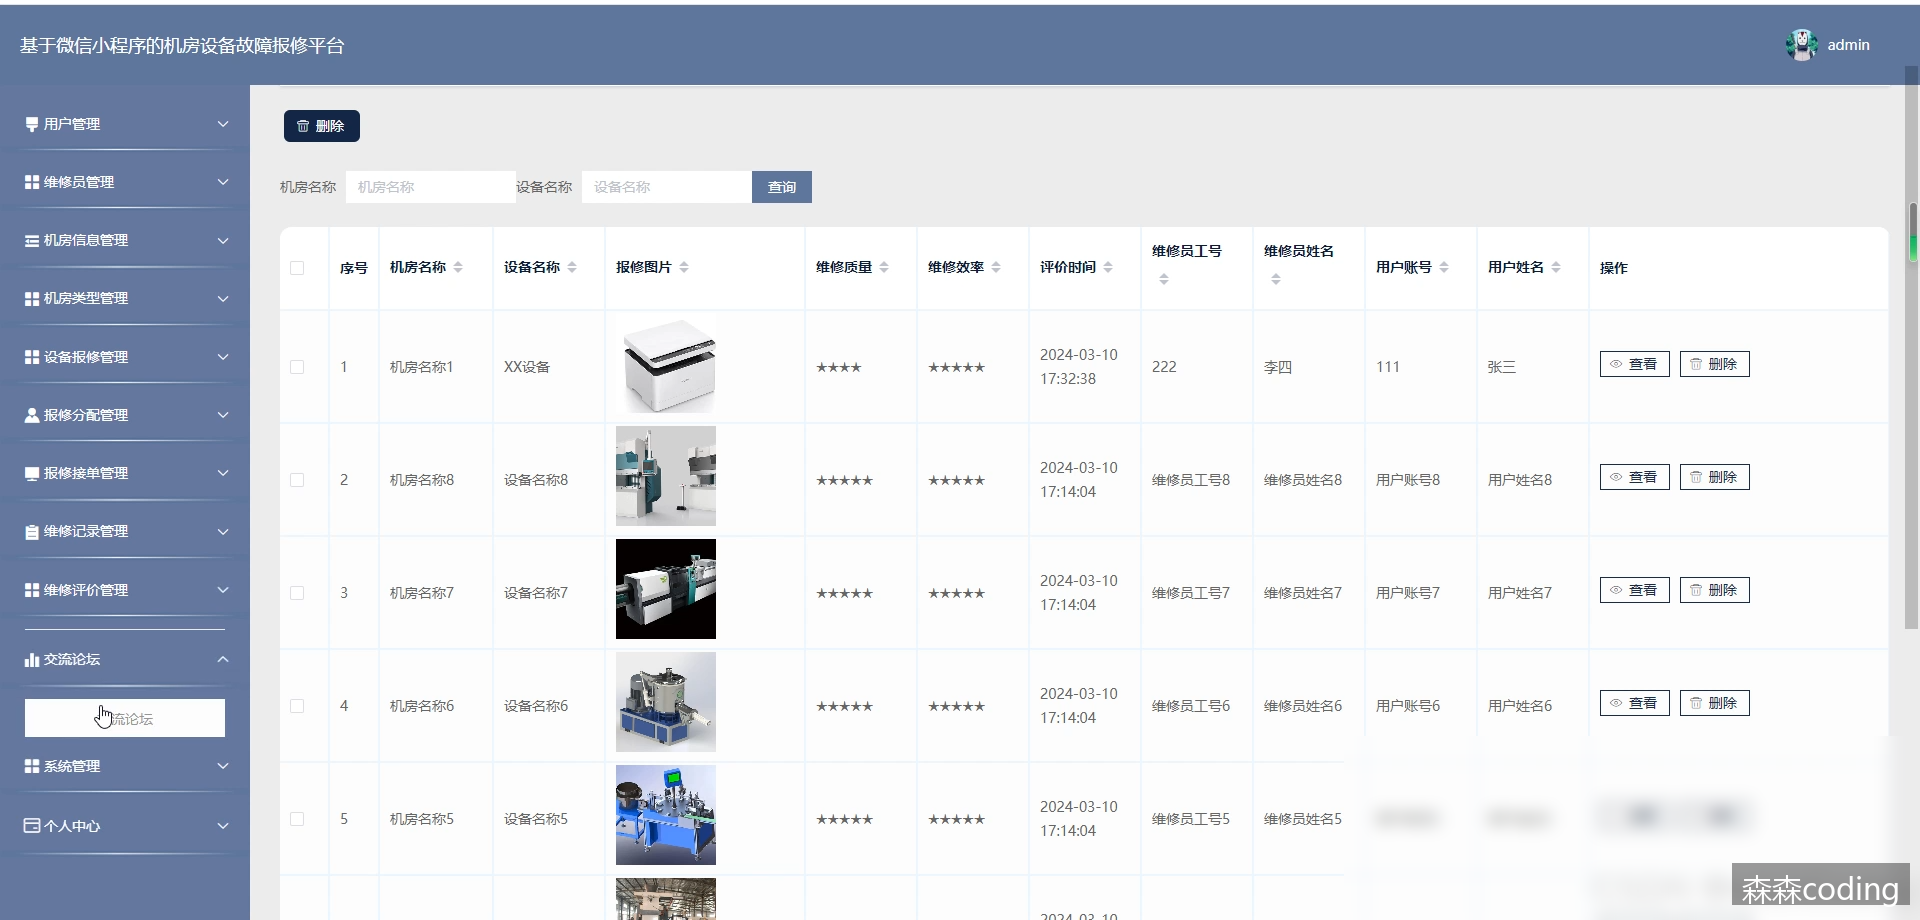 基于微信小程序的机房设备故障报修平台
admin
用户管理
维修员管理
机房信息管理
机房类型管理
设备报修管理
报修分配管理
报修接单管理
维修记录管理
维修评价管理
交流论坛
流论坛
系统管理
个人中心
删除
机房名称 机房名称 设备名称 设备名称 查询
序号 机房名称 设备名称 报修图片 维修质量 维修效率 评价时间 维修员工号 维修员姓名 用户账号 用户姓名 操作
1 机房名称1 XX设备 ★★★★ ★★★★★ 2024-03-10 17:32:38 222 李四 111 张三 查看 删除
2 机房名称8 设备名称8 ★★★★★ ★★★★★ 2024-03-10 17:14:04 维修员工号8 维修员姓名8 用户账号8 用户姓名8 查看 删除
3 机房名称7 设备名称7 ★★★★★ ★★★★★ 2024-03-10 17:14:04 维修员工号7 维修员姓名7 用户账号7 用户姓名7 查看 删除
4 机房名称6 设备名称6 ★★★★★ ★★★★★ 2024-03-10 17:14:04 维修员工号6 维修员姓名6 用户账号6 用户姓名6 查看 删除
5 机房名称5 设备名称5 ★★★★★ ★★★★★ 2024-03-10 17:14:04 维修员工号5 维修员姓名5
森森coding